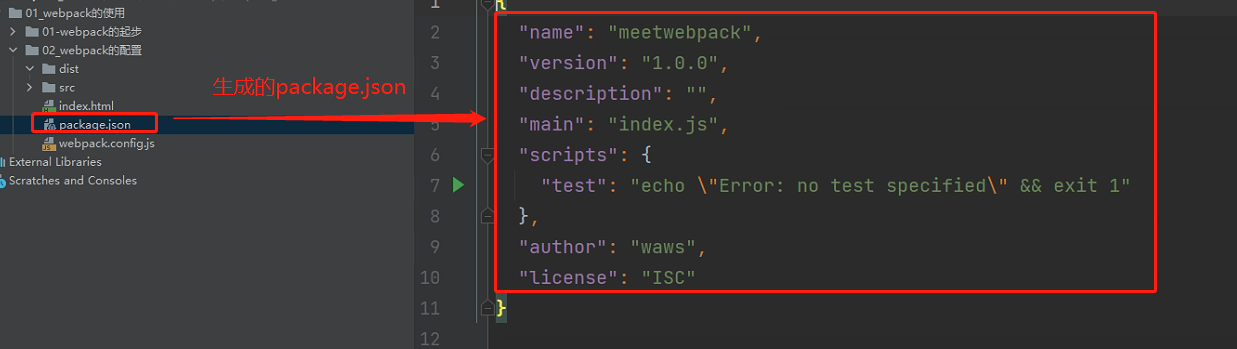 01_webpack的使用
01-webpack的起步
02_webpack的配置
dist
src
index.html
package.json
webpack.config.js
External Libraries
Scratches and Consoles
生成的package.json
1 {
2 "name": "meetwebpack",
3 "version": "1.0.0",
4 "description": "",
5 "main": "index.js",
6 "scripts": {
7 "test": "echo \"Error: no test specified\" && exit 1"
8 },
9 "author": "waws",
10 "license": "ISC"
11 }
12